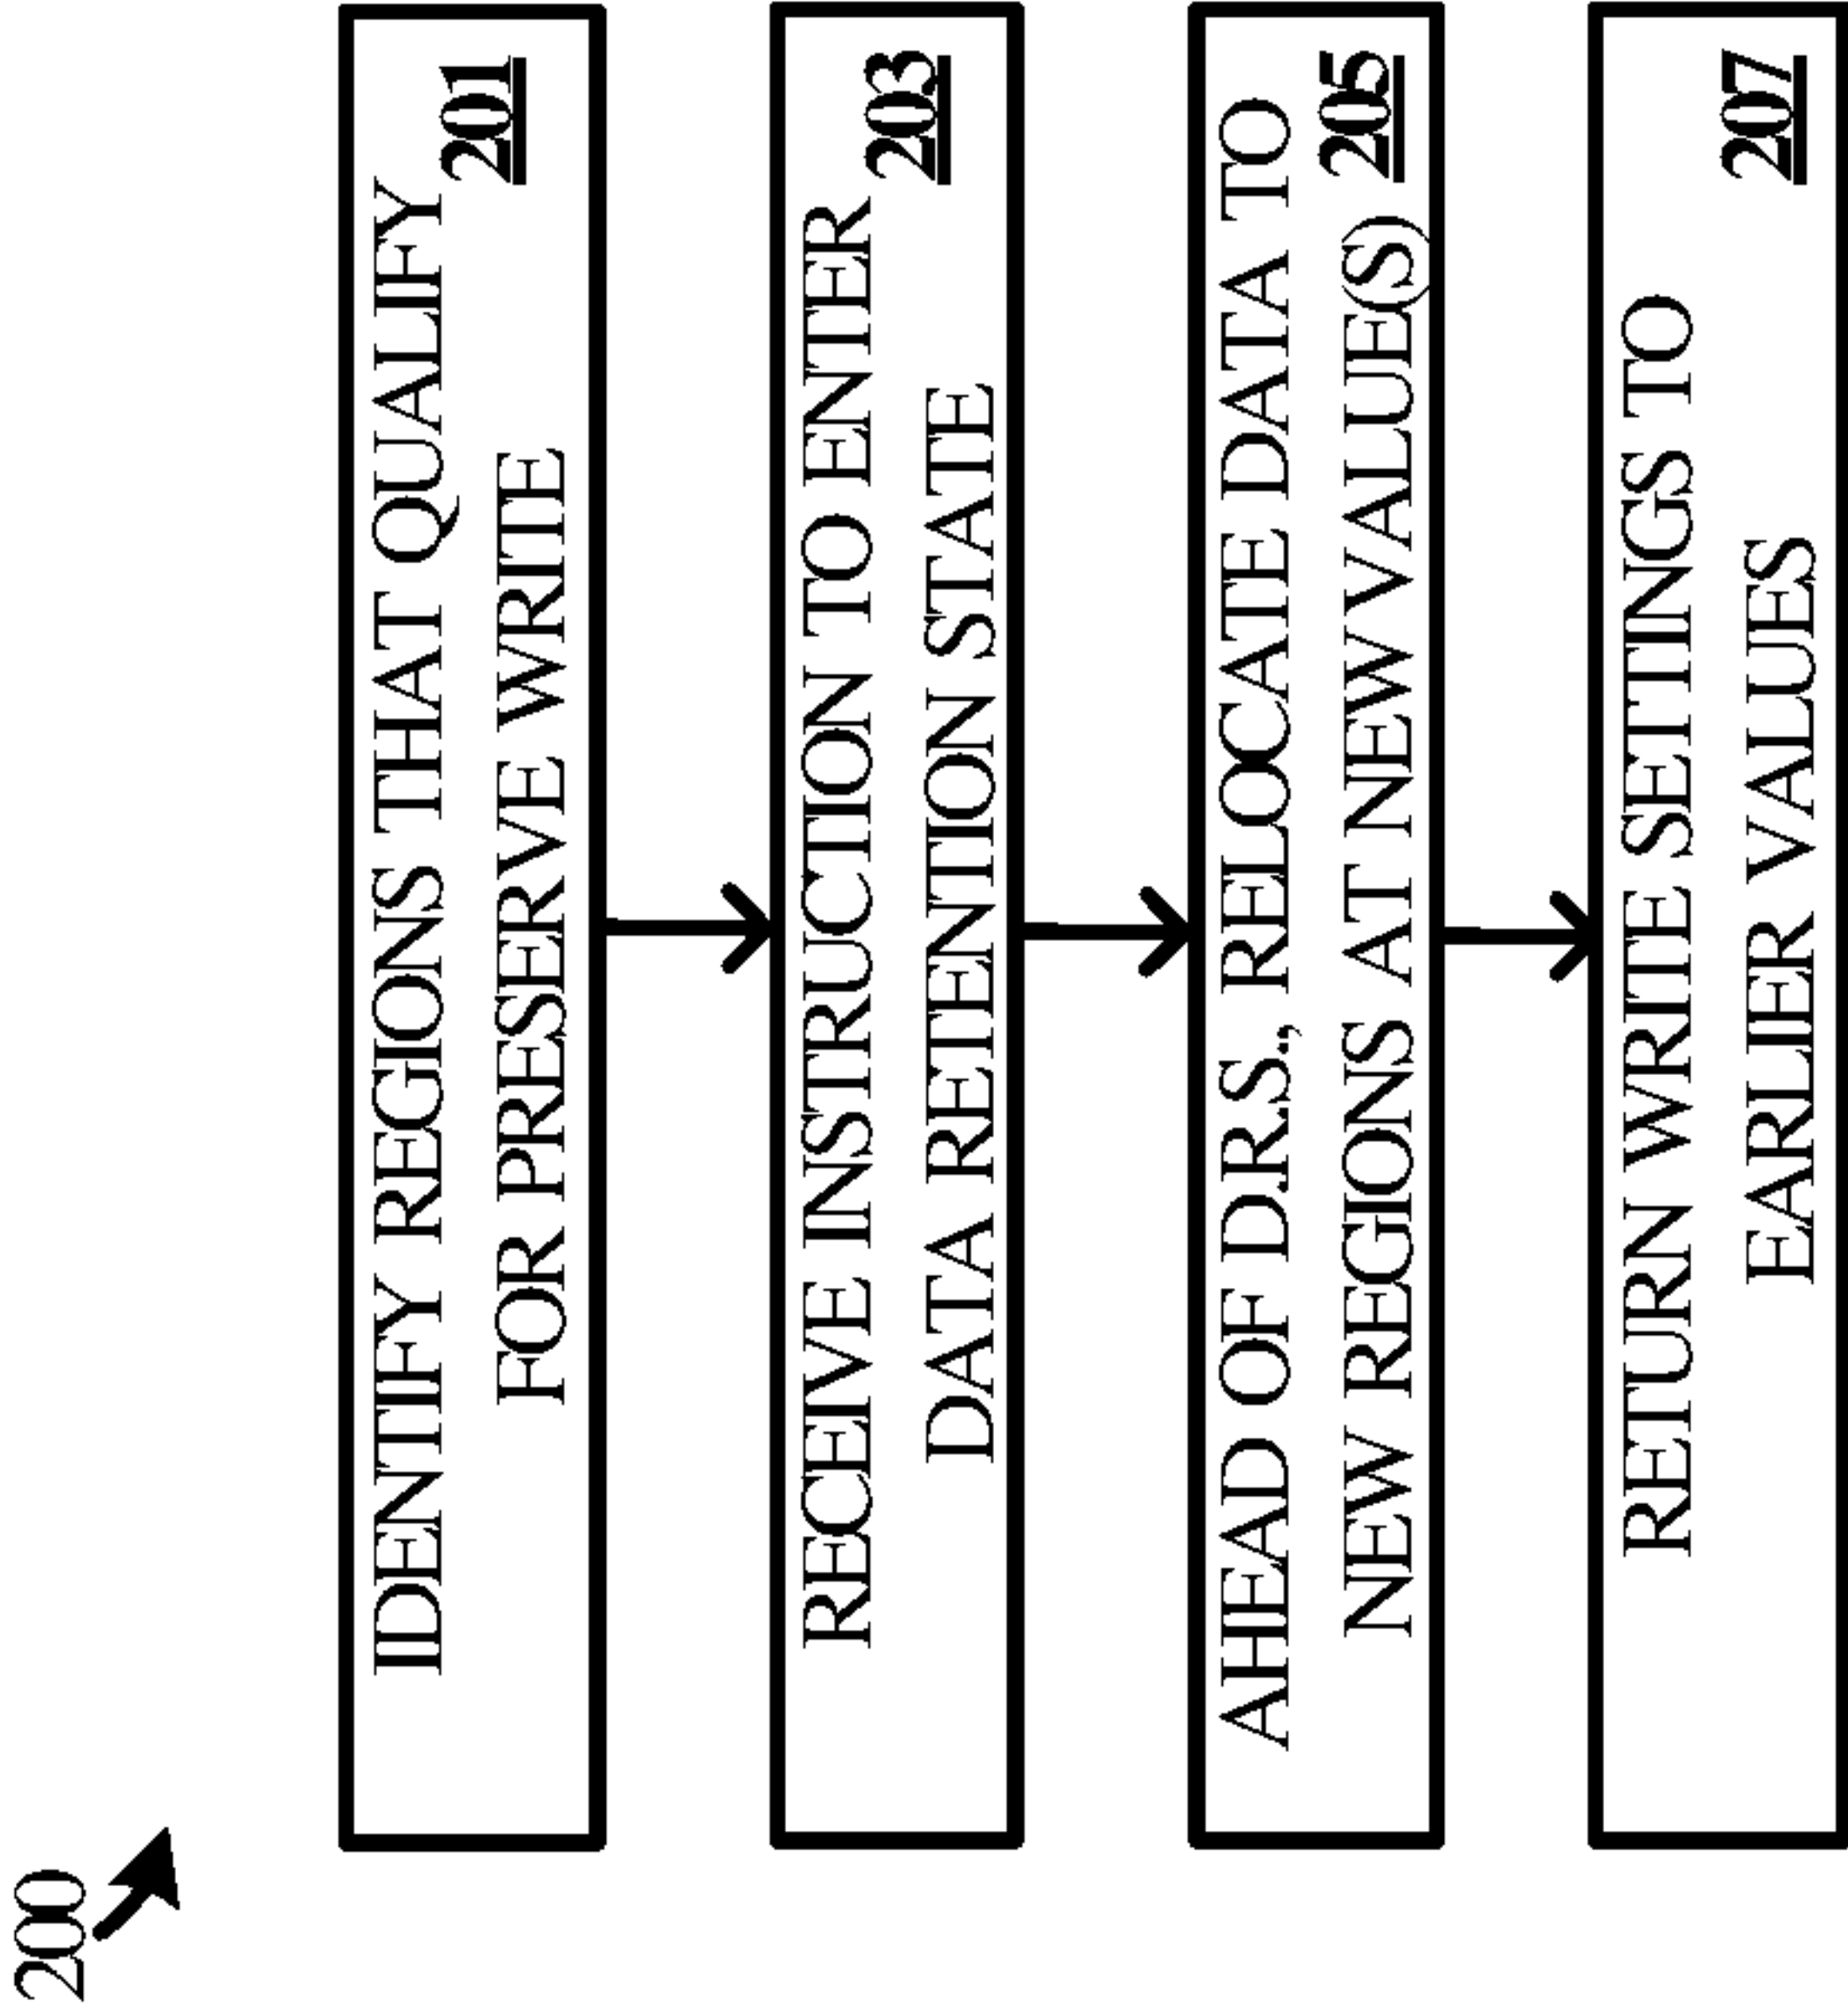 200
IDENTIFY REGIONS THAT QUALIFY
FOR PRESERVE WRITE
201
RECEIVE INSTRUCTION TO ENTER
DATA RETENTION STATE
203
AHEAD OF D.R.S., RELOCATE DATA TO
NEW REGIONS AT NEW VALUE(S)
205
RETURN WRITE SETTINGS TO
EARLIER VALUES
207